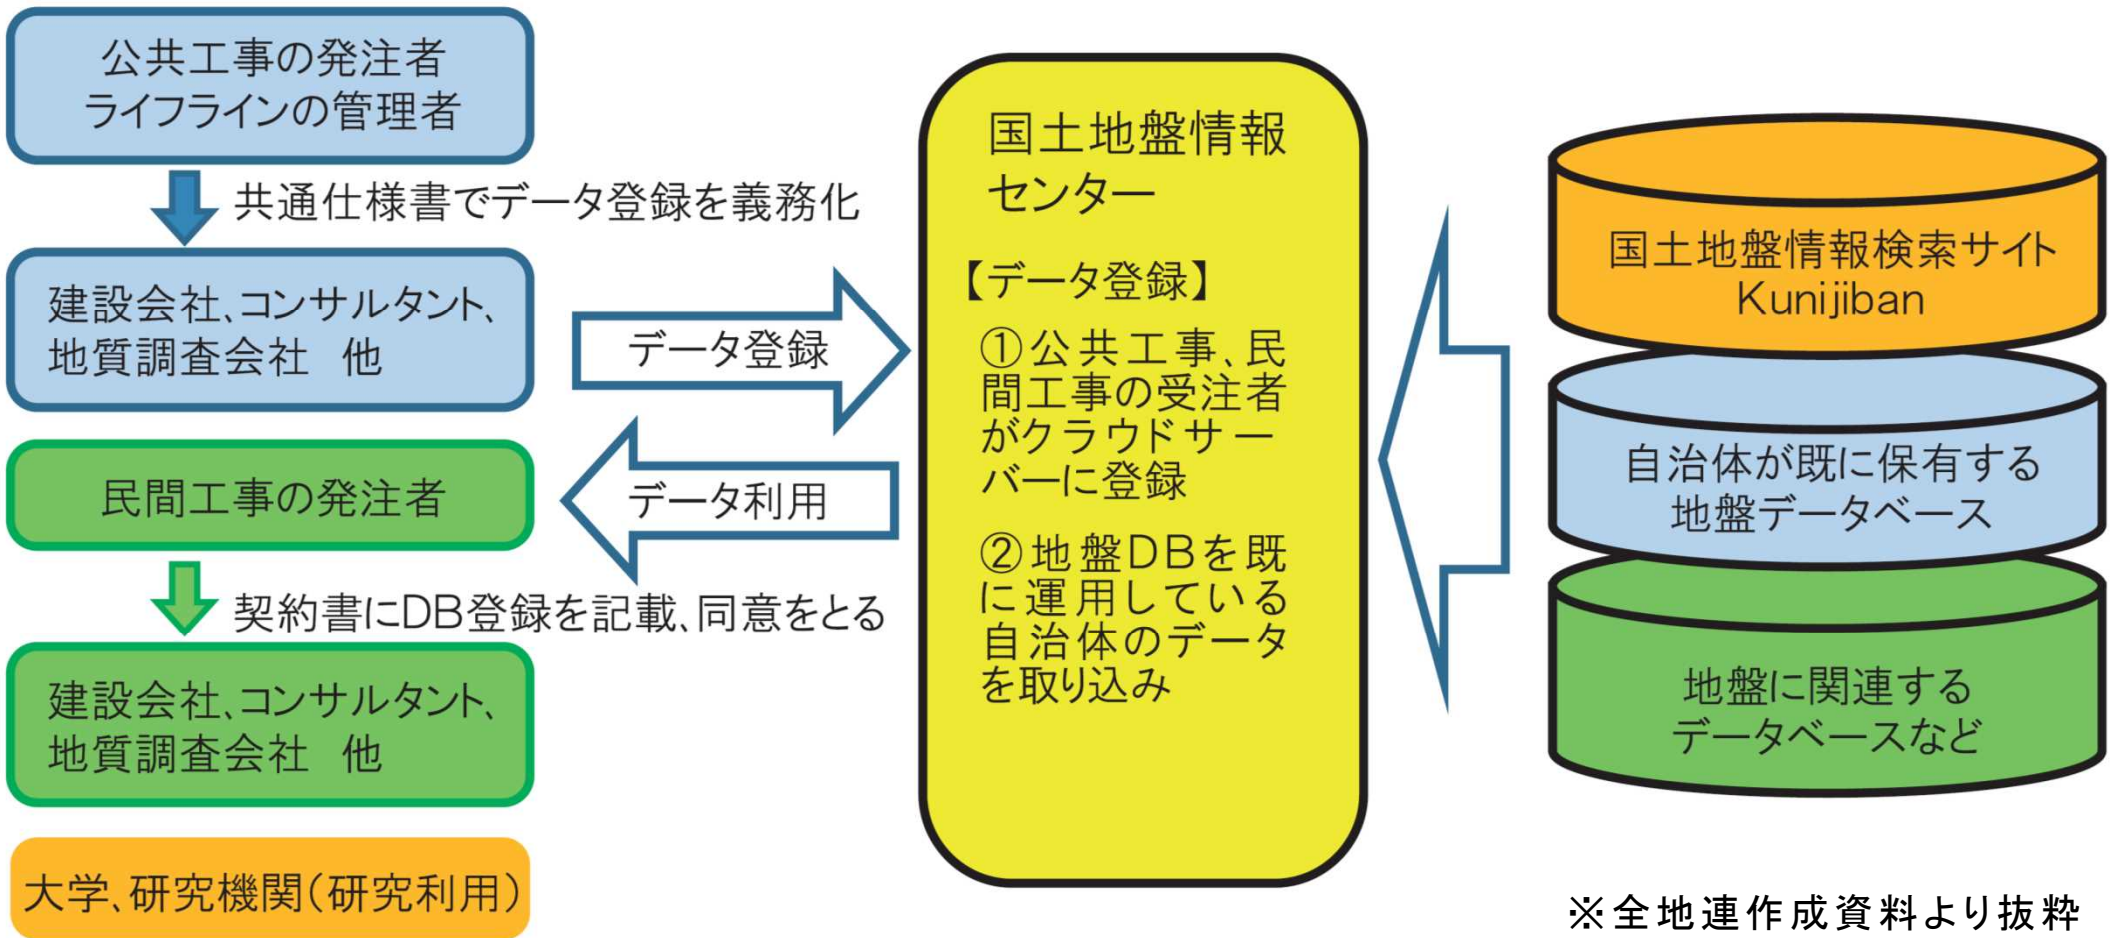 公共工事の発注者
ライフラインの管理者
共通仕様書でデータ登録を義務化
建設会社、コンサルタント、
地質調査会社　他
民間工事の発注者
契約書にDB登録を記載、同意をとる
建設会社、コンサルタント、
地質調査会社　他
大学、研究機関（研究利用）
データ登録
データ利用
国土地盤情報
センター
【データ登録】
①公共工事、民
間工事の受注者
がクラウドサー
バーに登録
②地盤DBを既
に運用している
自治体のデータ
を取り込み
国土地盤情報検索サイト
Kunijiban
自治体が既に保有する
地盤データベース
地盤に関連する
データベースなど
※全地連作成資料より抜粋